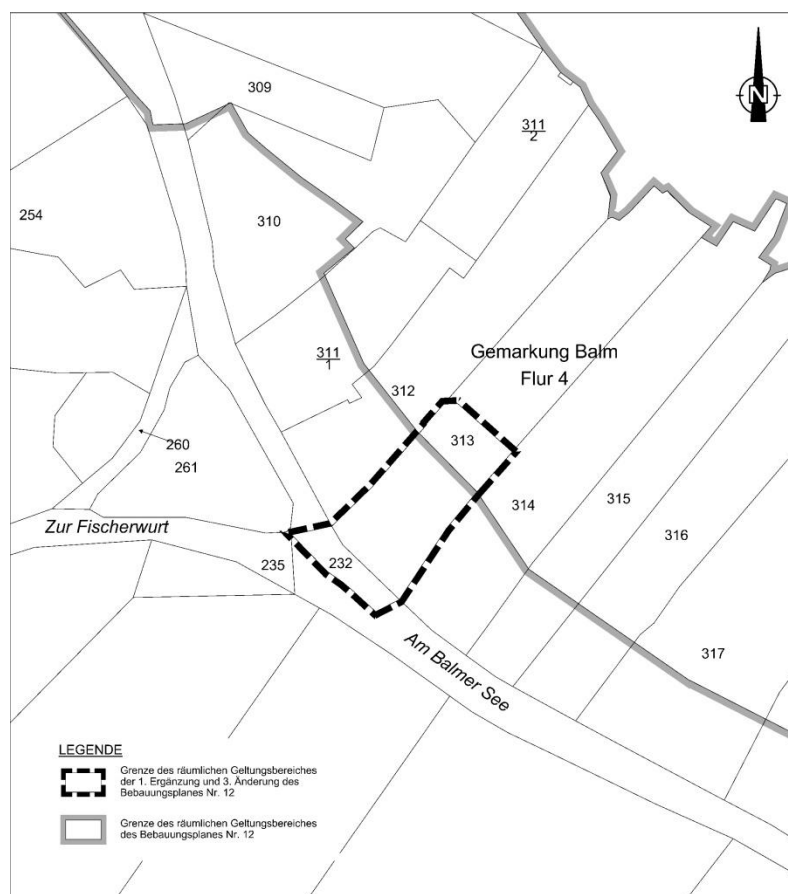 309
311
2
N
254
310
311
1
Gemarkung Balm
Flur 4
312
313
260
261
314
315
316
Zur Fischerwurt
235
232
Am Balmer See
317
LEGENDE
Grenze des räumlichen Geltungsbereiches
der 1. Ergänzung und 3. Änderung des
Bebauungsplanes Nr. 12
Grenze des räumlichen Geltungsbereiches
des Bebauungsplanes Nr. 12